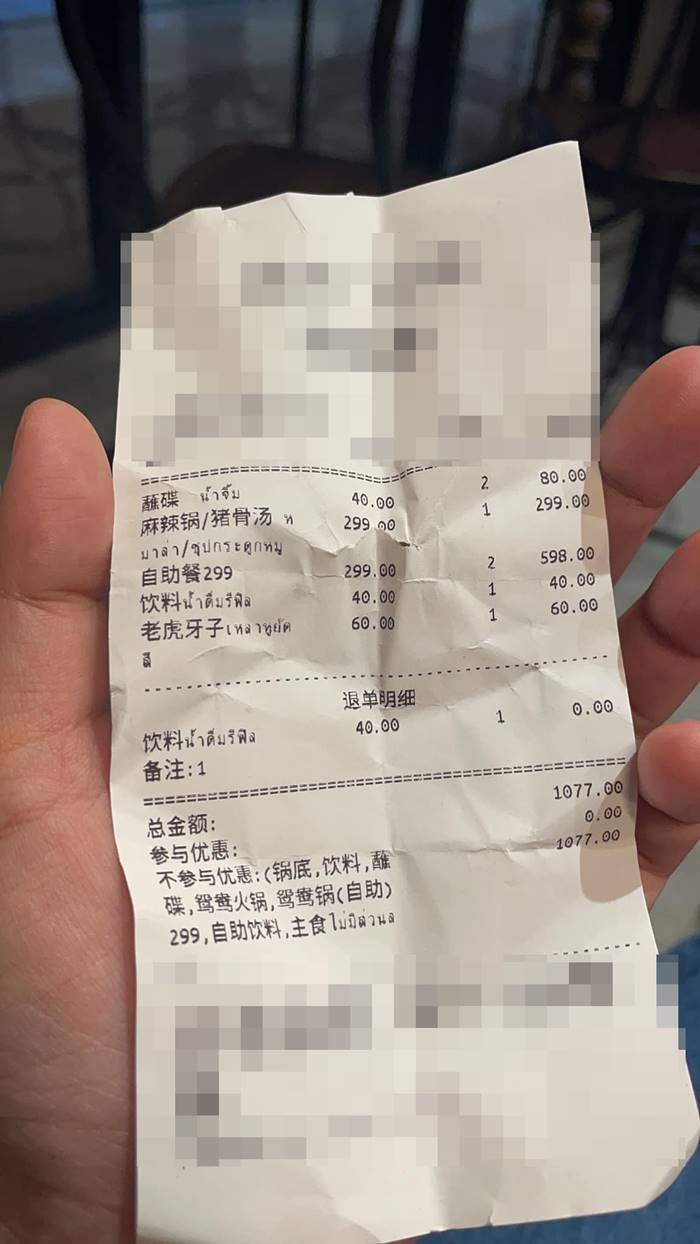 蘸碟 น้ำจิ้ม 40.00 2 80.00
麻辣锅/猪骨汤 ห 299.00 1 299.00
มาล่า/ซุปกระดูกหมู
自助餐299 299.00 2 598.00
饮料น้ำดื่มรีฟิล 40.00 1 40.00
老虎牙子เหลาหูยัด 60.00 1 60.00
สี
退单明细
饮料น้ำดื่มรีฟิล 40.00 1 0.00
备注:1
总金额: 1077.00
参与优惠: 0.00
不参与优惠:(锅底,饮料,蘸 1077.00
碟,鸳鸯火锅,鸳鸯锅(自助)
299,自助饮料,主食ไม่มีส่วนล